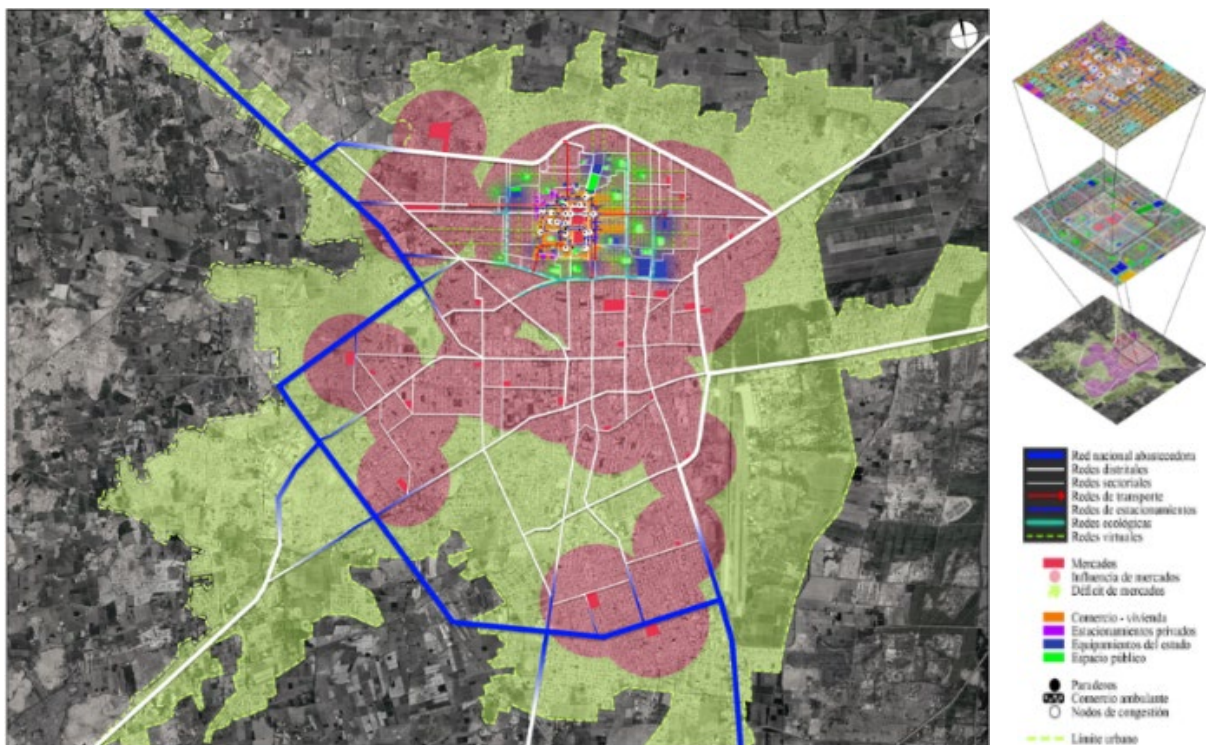 Red nacional abastecedora
Redes distritales
Redes sectoriales
Redes de transporte
Redes de estacionamientos
Redes ecológicas
Redes virtuales
Mercados
Influencia de mercados
Déficit de mercados
Comercio - vivienda
Estacionamientos privados
Equipamientos del estado
Espacio público
Paraderos
Comercio ambulante
Nodos de congestión
Límite urbano